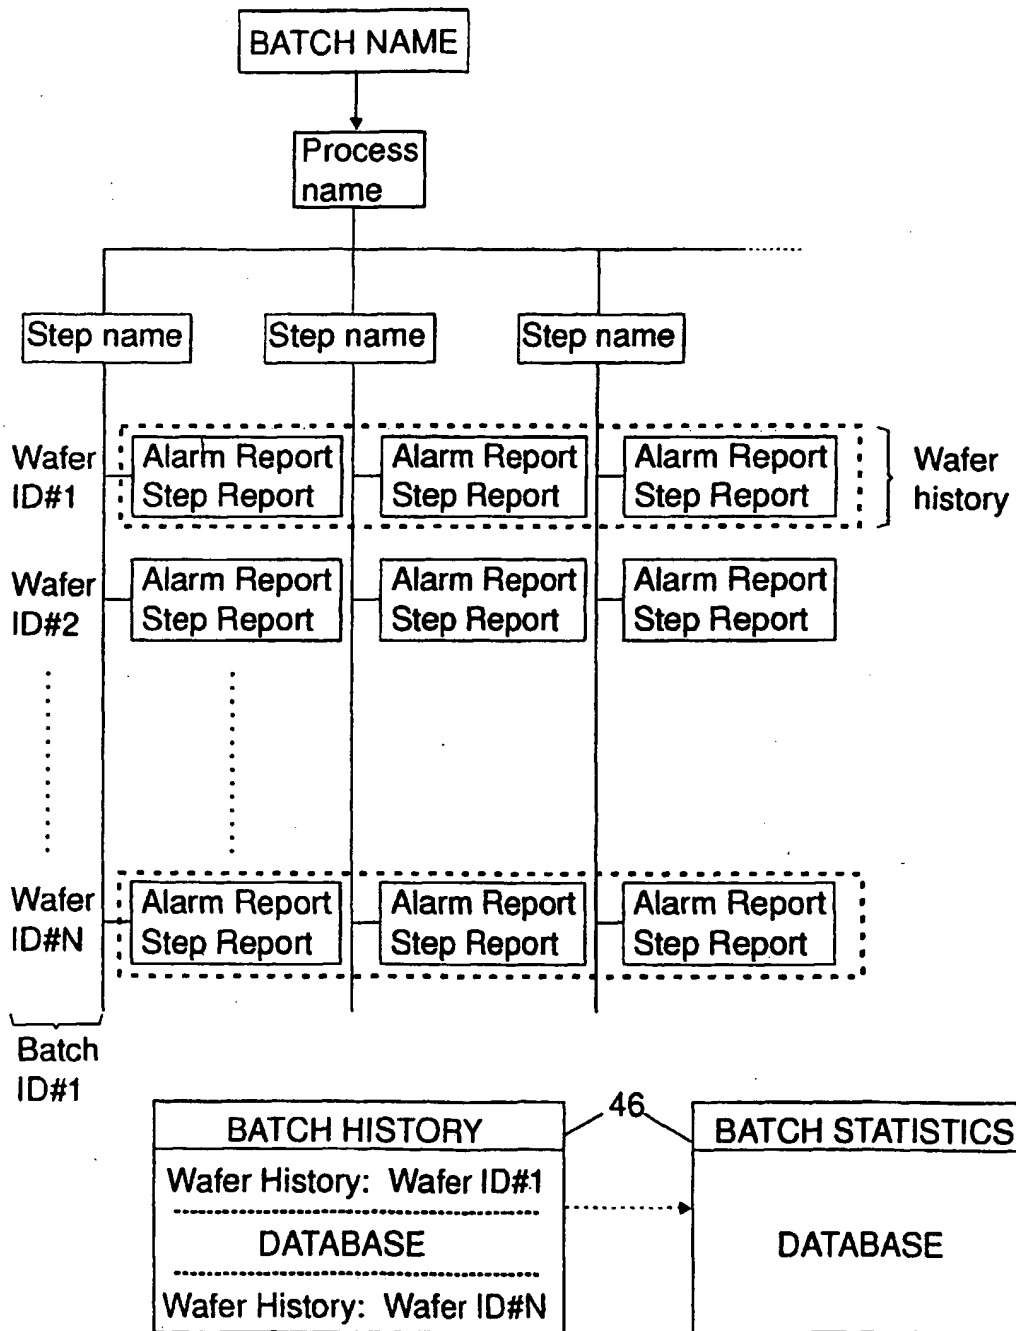 BATCH NAME
Process
name
Step name
Step name
Step name
Wafer
ID#1
Alarm Report
Step Report
Alarm Report
Step Report
Alarm Report
Step Report
Wafer
history
Wafer
ID#2
Alarm Report
Step Report
Alarm Report
Step Report
Alarm Report
Step Report
Wafer
ID#N
Alarm Report
Step Report
Alarm Report
Step Report
Alarm Report
Step Report
Batch
ID#1
46
BATCH HISTORY
Wafer History: Wafer ID#1
DATABASE
Wafer History: Wafer ID#N
BATCH STATISTICS
DATABASE